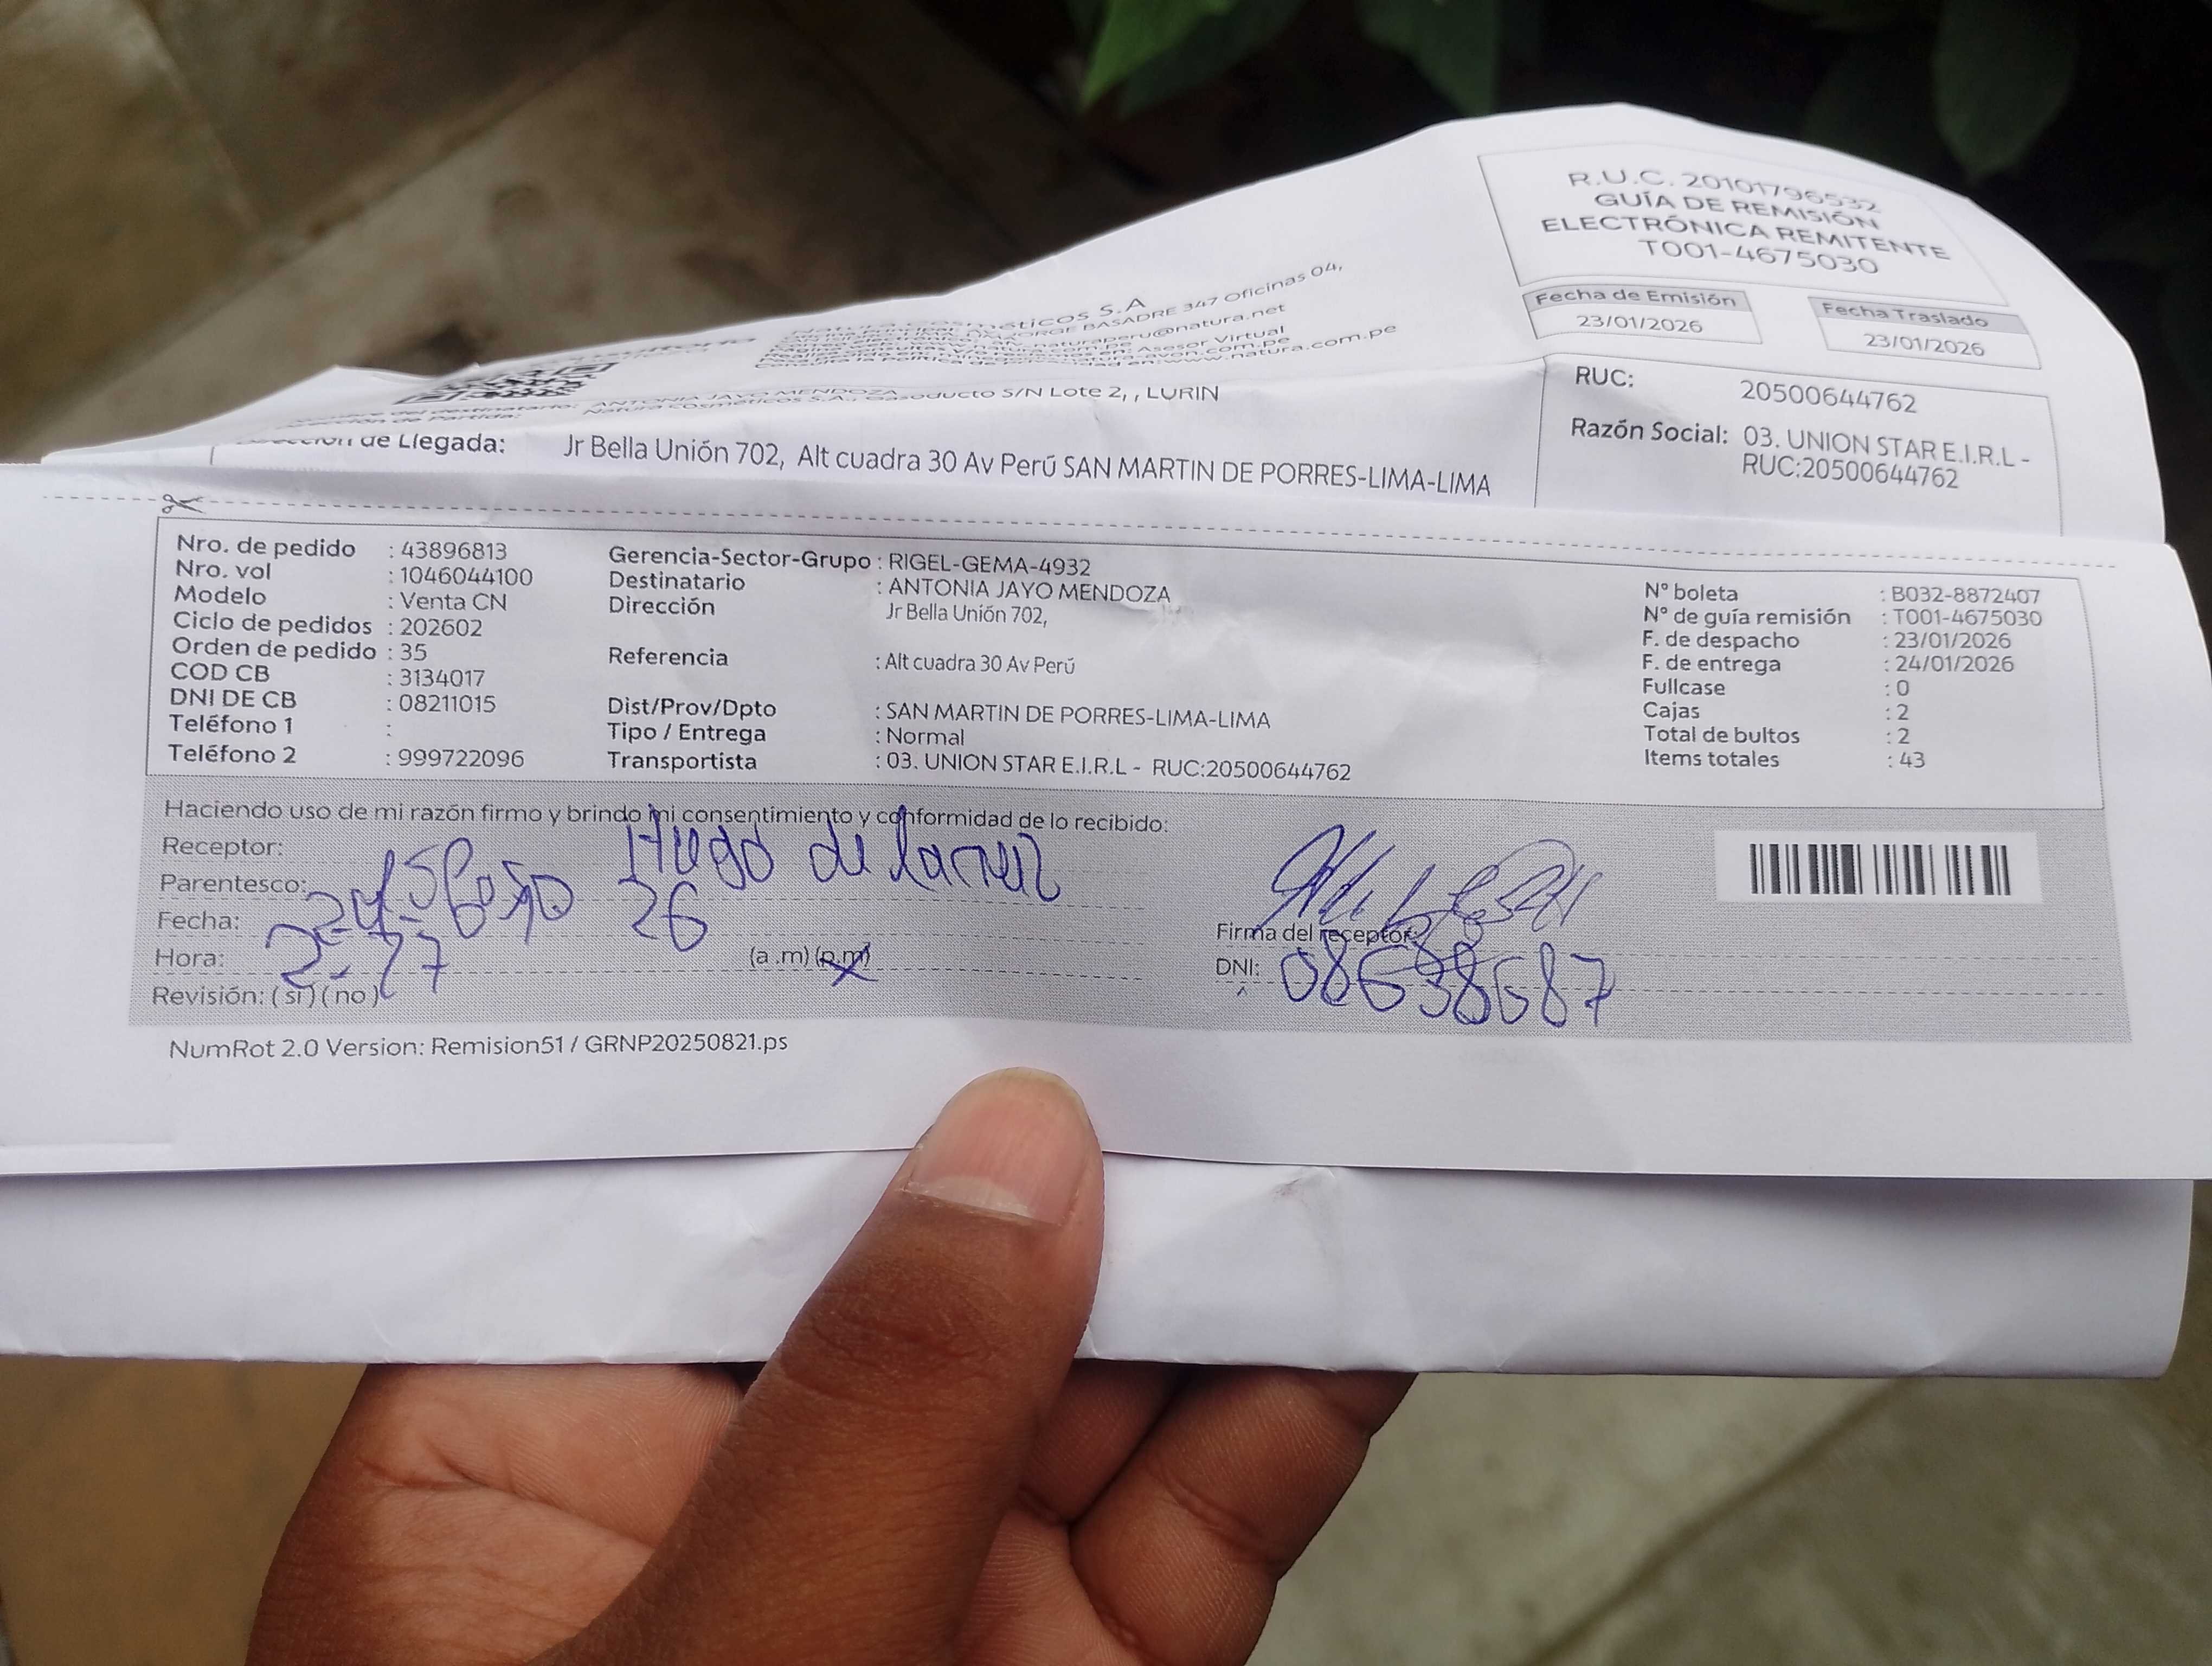 R.U.C. 20101796532
GUÍA DE REMISIÓN
ELECTRÓNICA REMITENTE
T001-4675030
Fecha de Emisión
23/01/2026
Fecha Traslado
23/01/2026
Cosméticos S.A
JORGE BASADRE 347 Oficinas 04,
naturaperu@natura.net
en: Asesor Virtual
en:www.natura.com.pe
ANTONIA JAYO MENDOZA
Natura Cosméticos S.A., Gasoducto S/N Lote 2, , LURIN
de Llegada: Jr Bella Unión 702, Alt cuadra 30 Av Perú SAN MARTIN DE PORRES-LIMA-LIMA
RUC: 20500644762
Razón Social: 03. UNION STAR E.I.R.L -
RUC:20500644762
Nro. de pedido : 43896813
Nro. vol : 1046044100
Modelo : Venta CN
Ciclo de pedidos : 202602
Orden de pedido : 35
COD CB : 3134017
DNI DE CB : 08211015
Teléfono 1 :
Teléfono 2 : 999722096
Gerencia-Sector-Grupo : RIGEL-GEMA-4932
Destinatario : ANTONIA JAYO MENDOZA
Dirección Jr Bella Unión 702,
Referencia : Alt cuadra 30 Av Perú
Dist/Prov/Dpto : SAN MARTIN DE PORRES-LIMA-LIMA
Tipo / Entrega : Normal
Transportista : 03. UNION STAR E.I.R.L - RUC:20500644762
N° boleta : B032-8872407
N° de guía remisión : T001-4675030
F. de despacho : 23/01/2026
F. de entrega : 24/01/2026
Fullcase : 0
Cajas : 2
Total de bultos : 2
Items totales : 43
Haciendo uso de mi razón firmo y brindo mi consentimiento y conformidad de lo recibido:
Receptor: Hugo de la
Parentesco: Esposo
Fecha: 26
Hora: (a .m) (p.m)
Revisión: ( si ) ( no )
Firma del receptor:
DNI: 08638687
NumRot 2.0 Version: Remision51 / GRNP20250821.ps